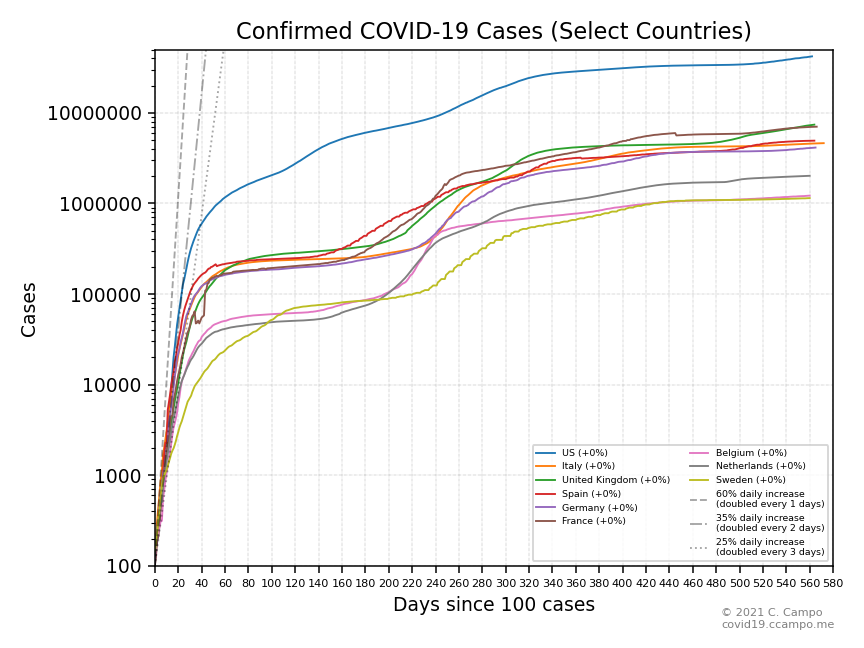 Confirmed COVID-19 Cases (Select Countries)
10000000
1000000
100000
10000
1000
100
Cases
0 20 40 60 80 100 120 140 160 180 200 220 240 260 280 300 320 340 360 380 400 420 440 460 480 500 520 540 560 580
Days since 100 cases
US (+0%)
Italy (+0%)
United Kingdom (+0%)
Spain (+0%)
Germany (+0%)
France (+0%)
Belgium (+0%)
Netherlands (+0%)
Sweden (+0%)
60% daily increase
(doubled every 1 days)
35% daily increase
(doubled every 2 days)
25% daily increase
(doubled every 3 days)
© 2021 C. Campo
covid19.ccampo.me